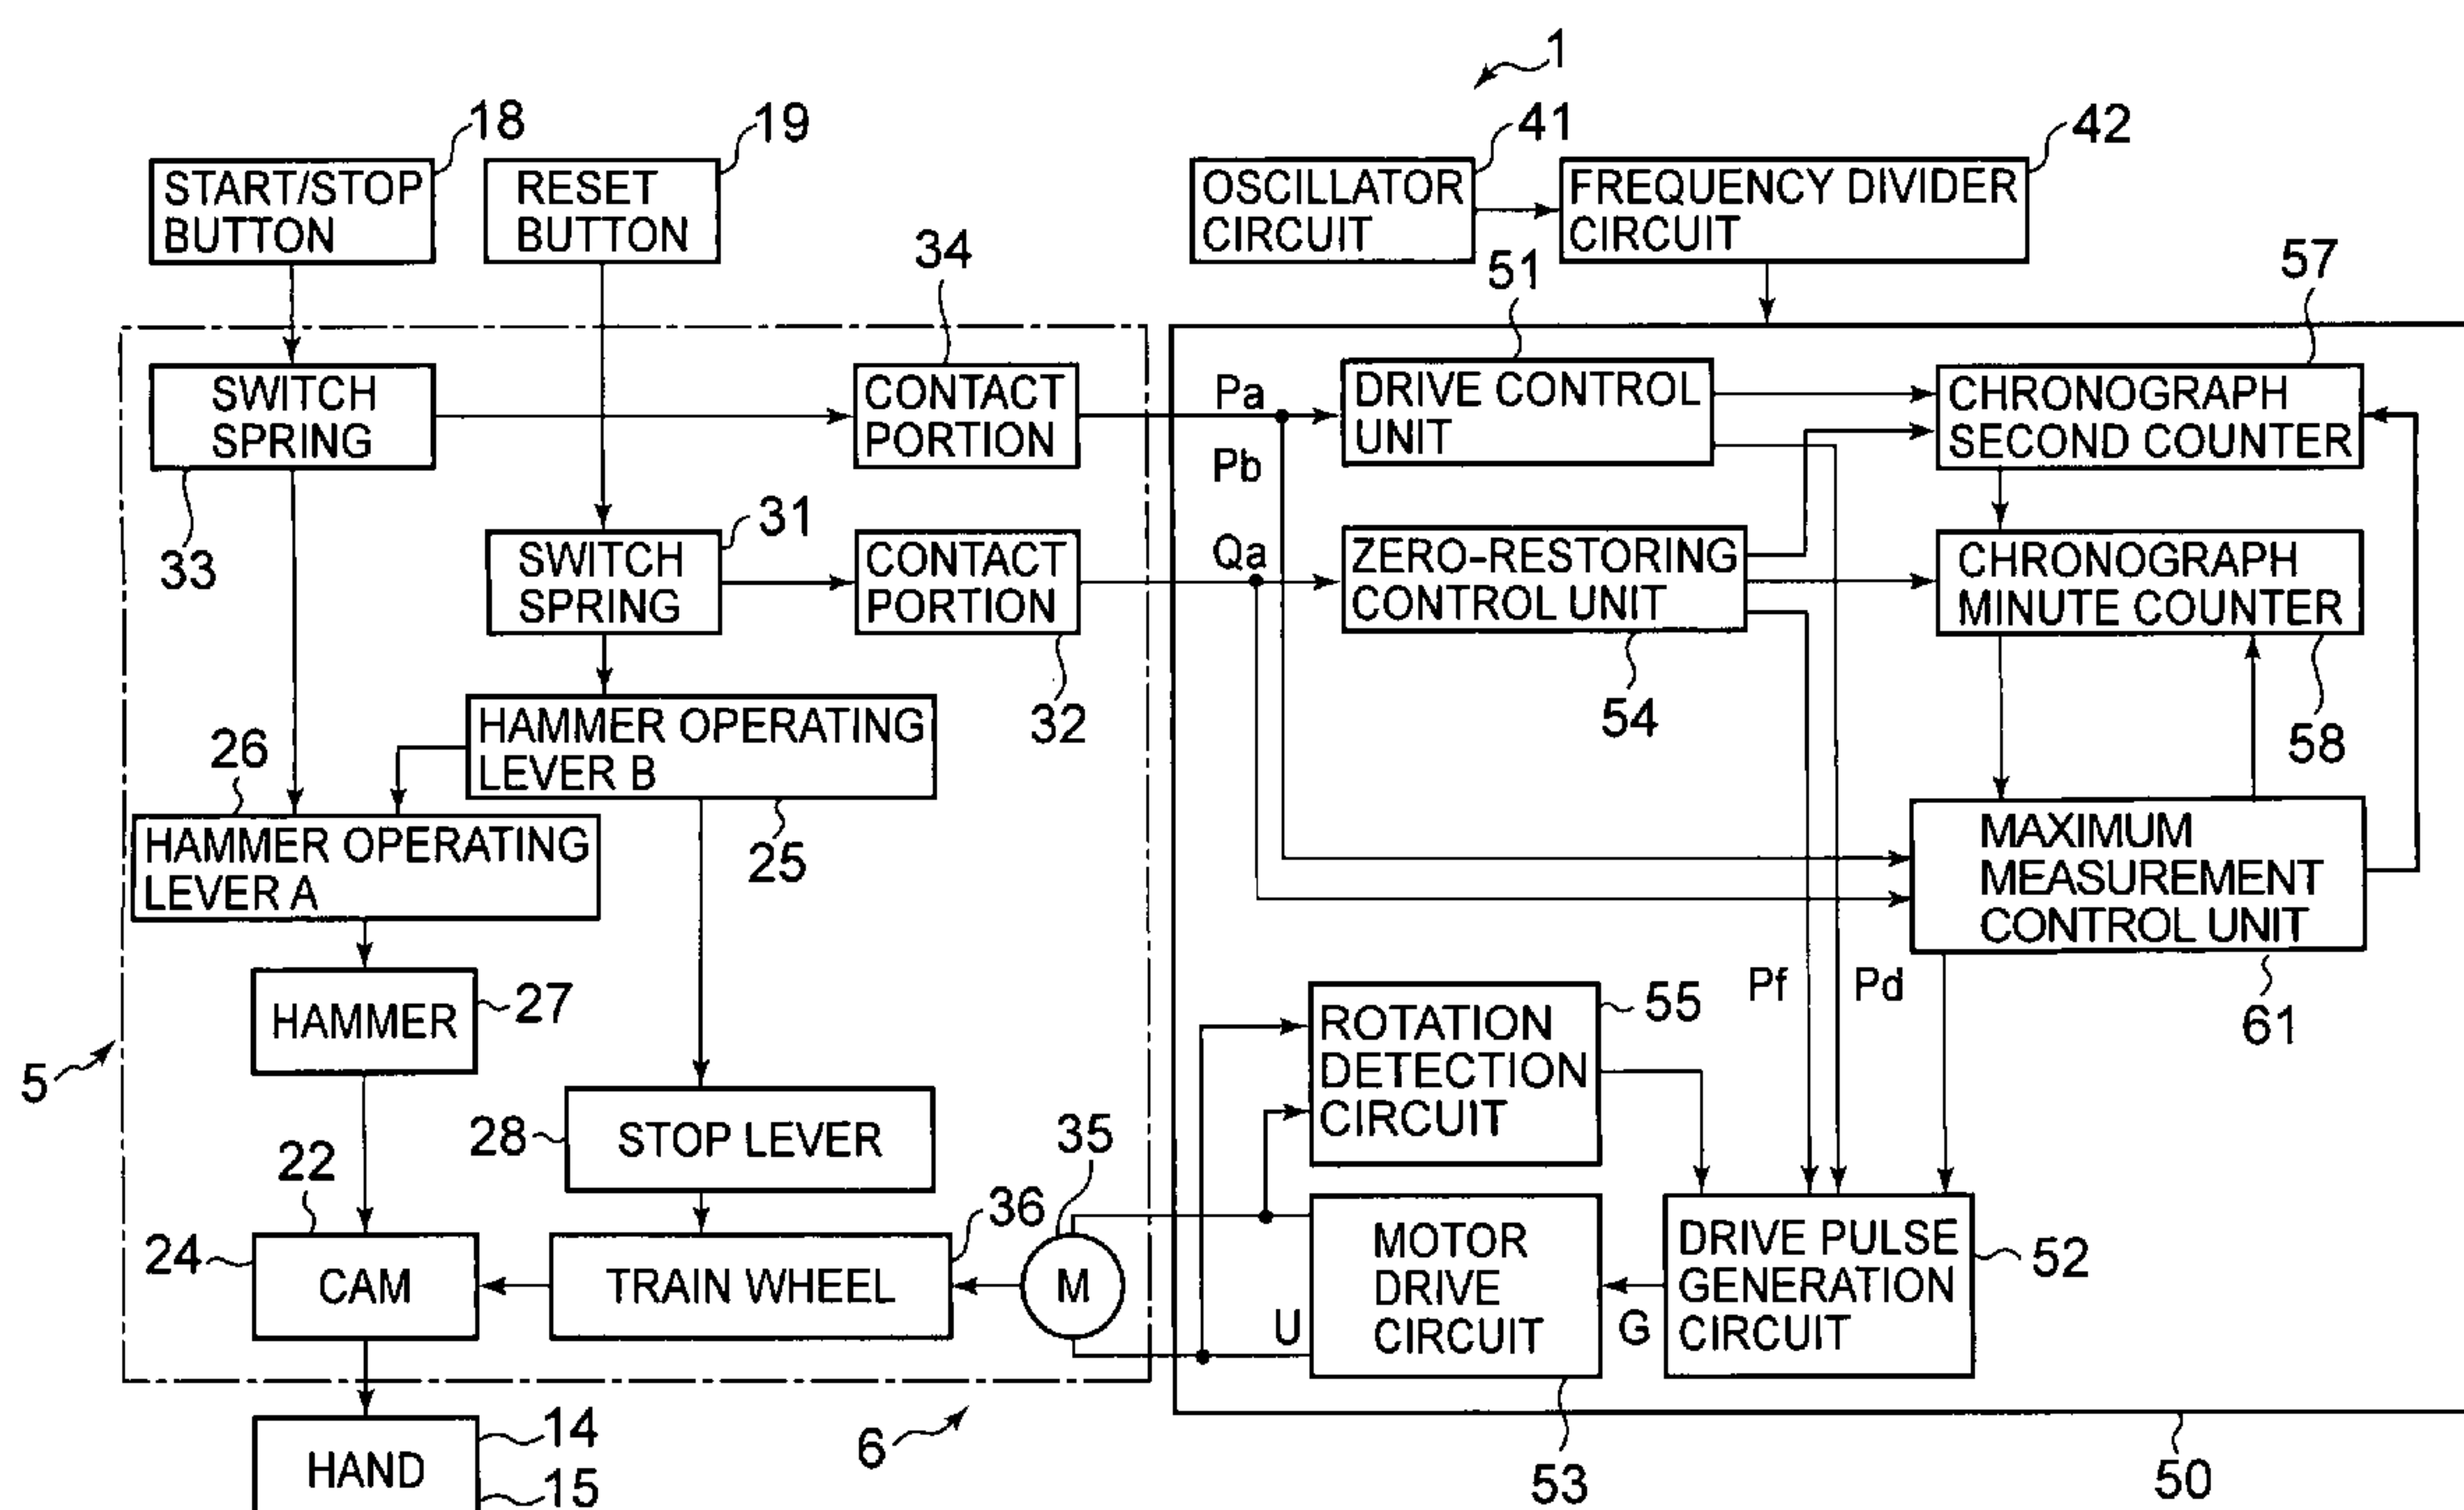 1
18
19
41
42
START/STOP
BUTTON
RESET
BUTTON
OSCILLATOR
CIRCUIT
FREQUENCY DIVIDER
CIRCUIT
34
51
57
SWITCH
SPRING
CONTACT
PORTION
Pa
Pb
DRIVE CONTROL
UNIT
CHRONOGRAPH
SECOND COUNTER
33
31
SWITCH
SPRING
CONTACT
PORTION
Qa
ZERO-RESTORING
CONTROL UNIT
CHRONOGRAPH
MINUTE COUNTER
32
54
58
26
HAMMER OPERATING
LEVER B
25
HAMMER OPERATING
LEVER A
MAXIMUM
MEASUREMENT
CONTROL UNIT
61
HAMMER
27
5
ROTATION
DETECTION
CIRCUIT
55
Pf
Pd
28
STOP LEVER
35
22
24
CAM
TRAIN WHEEL
36
M
U
MOTOR
DRIVE
CIRCUIT
G
DRIVE PULSE
GENERATION
CIRCUIT
52
HAND
14
15
6
53
50